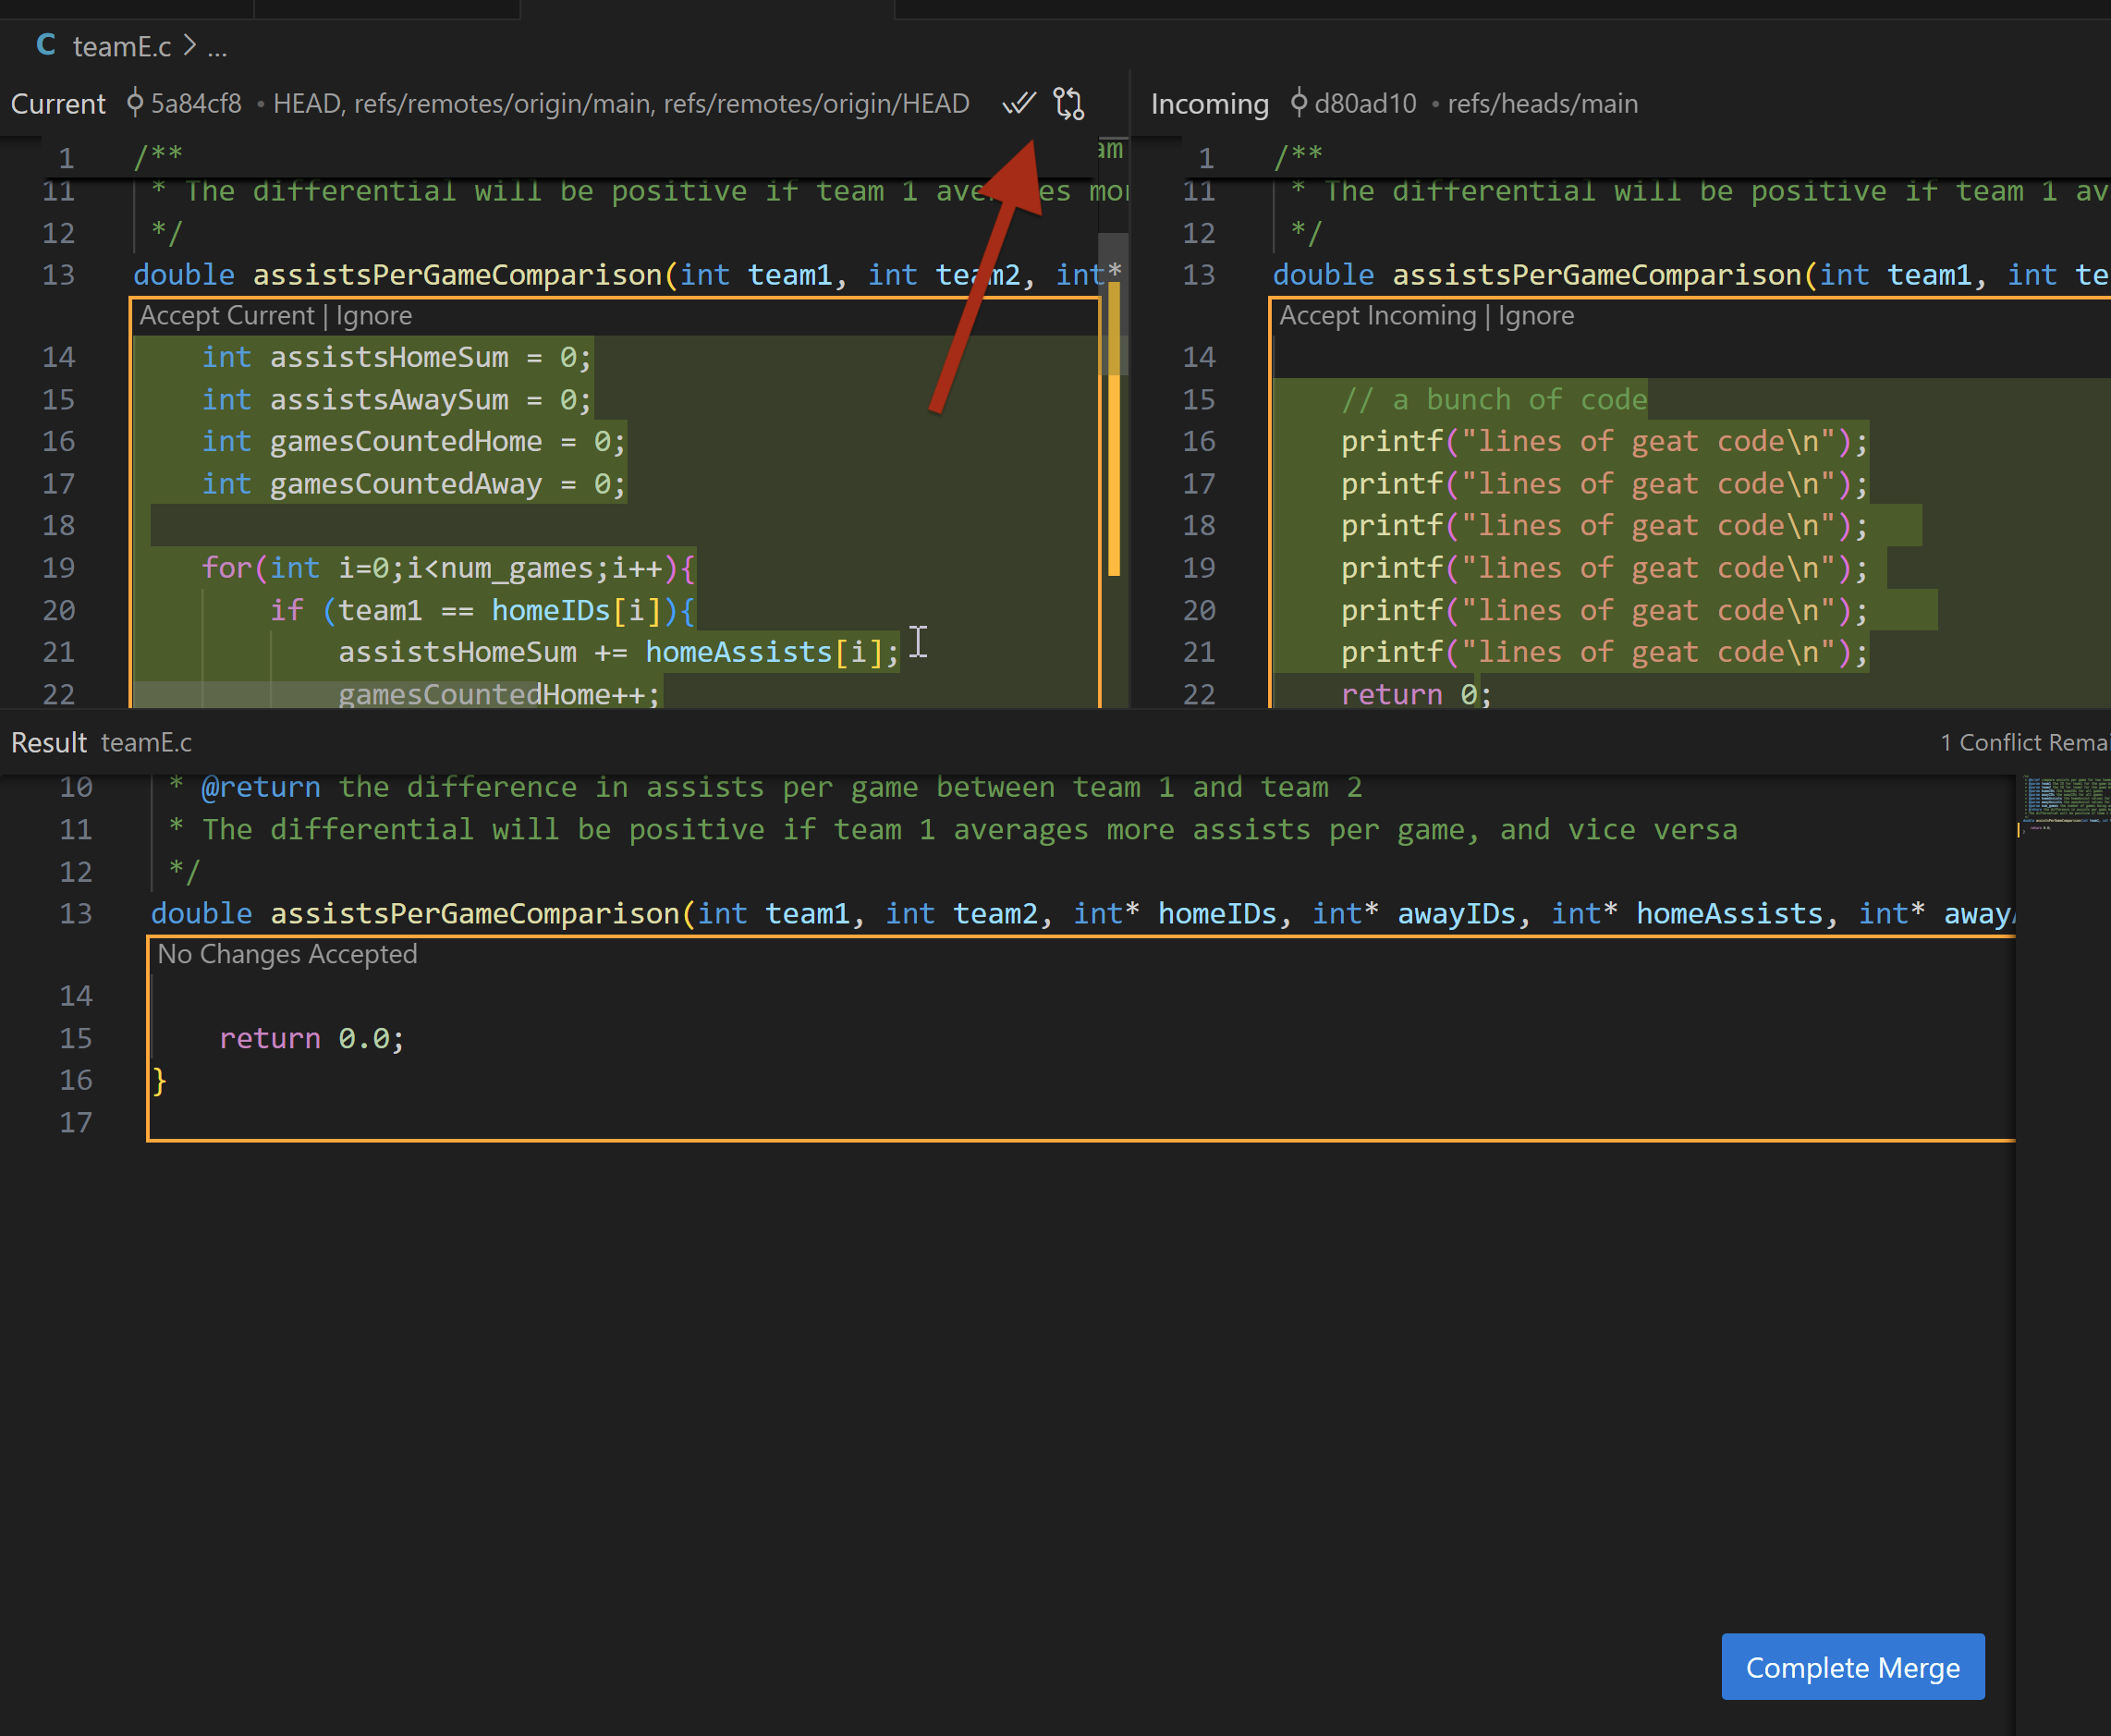 C teamE.c > ...
Current 5a84cf8 • HEAD, refs/remotes/origin/main, refs/remotes/origin/HEAD
1 /**
11 * The differential will be positive if team 1 averages
12 */
13 double assistsPerGameComparison(int team1, int team2, int*
Accept Current | Ignore
14 int assistsHomeSum = 0;
15 int assistsAwaySum = 0;
16 int gamesCountedHome = 0;
17 int gamesCountedAway = 0;
18
19 for(int i=0;i<num_games;i++){
20 if (team1 == homeIDs[i]){
21 assistsHomeSum += homeAssists[i];
22 gamesCountedHome++;
Incoming d80ad10 • refs/heads/main
1 /**
11 * The differential will be positive if team 1 av
12 */
13 double assistsPerGameComparison(int team1, int te
Accept Incoming | Ignore
14
15 // a bunch of code
16 printf("lines of geat code\n");
17 printf("lines of geat code\n");
18 printf("lines of geat code\n");
19 printf("lines of geat code\n");
20 printf("lines of geat code\n");
21 printf("lines of geat code\n");
22 return 0;
Result teamE.c
1 Conflict Remai
10 * @return the difference in assists per game between team 1 and team 2
11 * The differential will be positive if team 1 averages more assists per game, and vice versa
12 */
13 double assistsPerGameComparison(int team1, int team2, int* homeIDs, int* awayIDs, int* homeAssists, int* away
No Changes Accepted
14
15 return 0.0;
16 }
17
Complete Merge